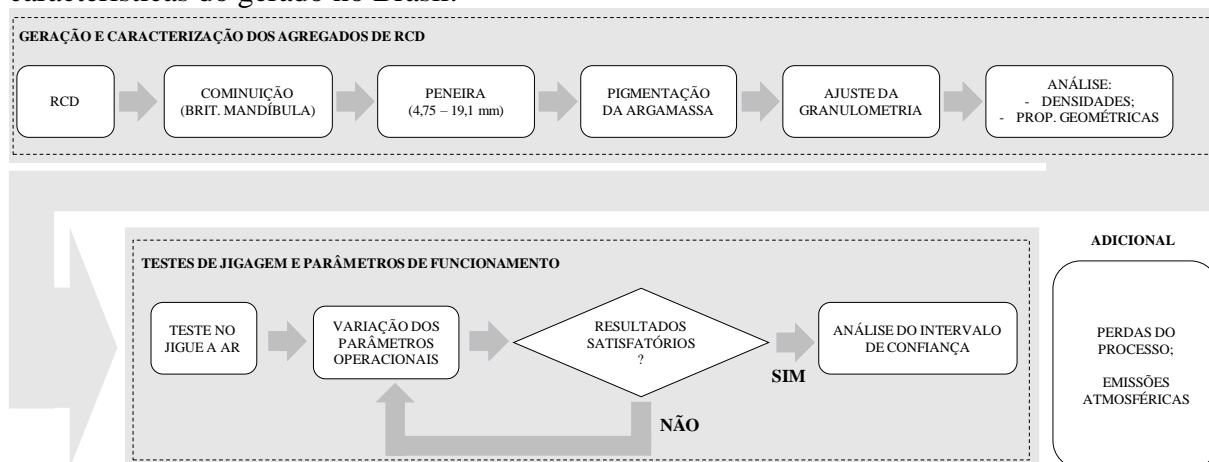 características do gerado no Brasil.
GERAÇÃO E CARACTERIZAÇÃO DOS AGREGADOS DE RCD
RCD
COMINUIÇÃO
(BRIT. MANDÍBULA)
PENEIRA
(4,75 – 19,1 mm)
PIGMENTAÇÃO
DA ARGAMASSA
AJUSTE DA
GRANULOMETRIA
ANÁLISE:
- DENSIDADES;
- PROP. GEOMÉTRICAS
TESTES DE JIGAGEM E PARÂMETROS DE FUNCIONAMENTO
TESTE NO
JIGUE A AR
VARIAÇÃO DOS
PARÂMETROS
OPERACIONAIS
RESULTADOS
SATISFATÓRIOS
?
SIM
NÃO
ANÁLISE DO INTERVALO
DE CONFIANÇA
ADICIONAL
PERDAS DO
PROCESSO;
EMISSÕES
ATMOSFÉRICAS